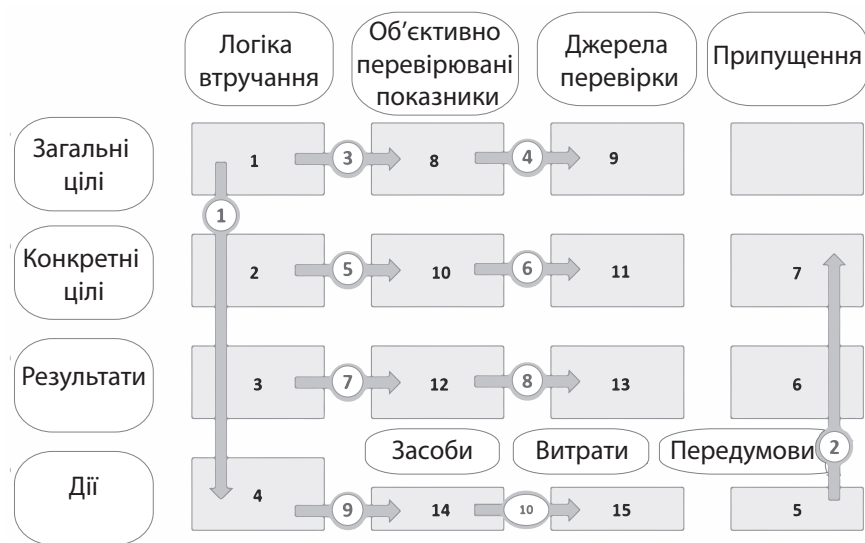 Логіка
втручання
Об’єктивно
перевірювані
показники
Джерела
перевірки
Припущення
Загальні
цілі
1
3
8
4
9
1
Конкретні
цілі
2
5
10
6
11
7
Результати
3
7
12
8
13
6
Засоби
Витрати
Передумови
2
Дії
4
9
14
10
15
5